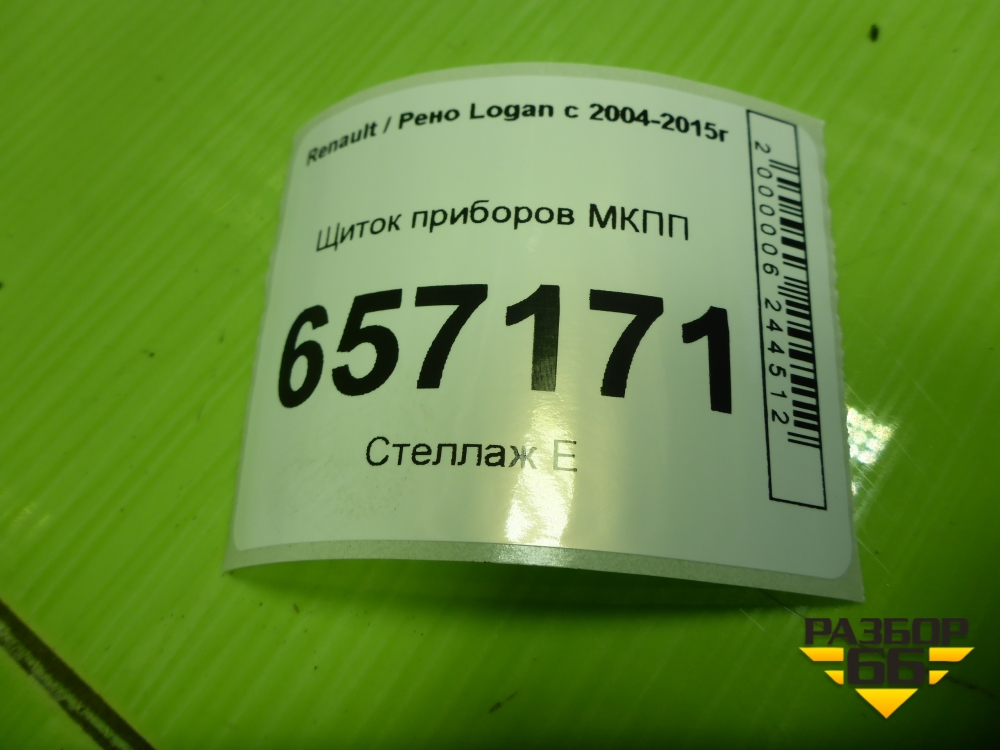 Renault / Рено Logan с 2004-2015г
Щиток приборов МКПП
657171
Стеллаж Е
2000006244512
РАЗБОР
66